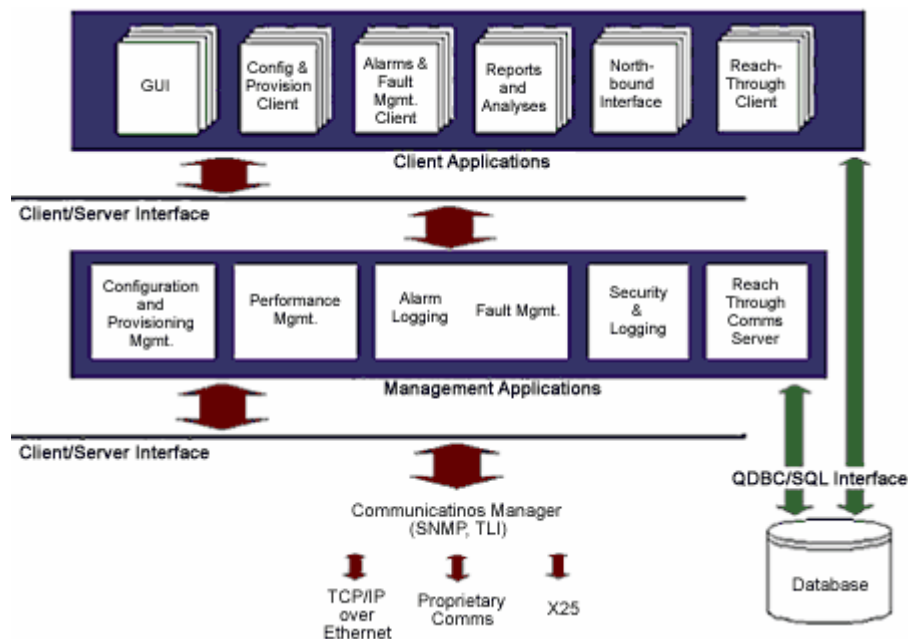 GUI
Config &
Provision
Client
Alarms &
Fault
Mgmt.
Client
Reports
and
Analyses
North-
bound
Interface
Reach-
Through
Client
Client Applications
Client/Server Interface
Configuration
and
Provisioning
Mgmt.
Performance
Mgmt.
Alarm
Logging
Fault Mgmt.
Security
&
Logging
Reach
Through
Comms
Server
Management Applications
Client/Server Interface
QDBC/SQL Interface
Communicatinos Manager
(SNMP, TLI)
TCP/IP
over
Ethernet
Proprietary
Comms
X25
Database